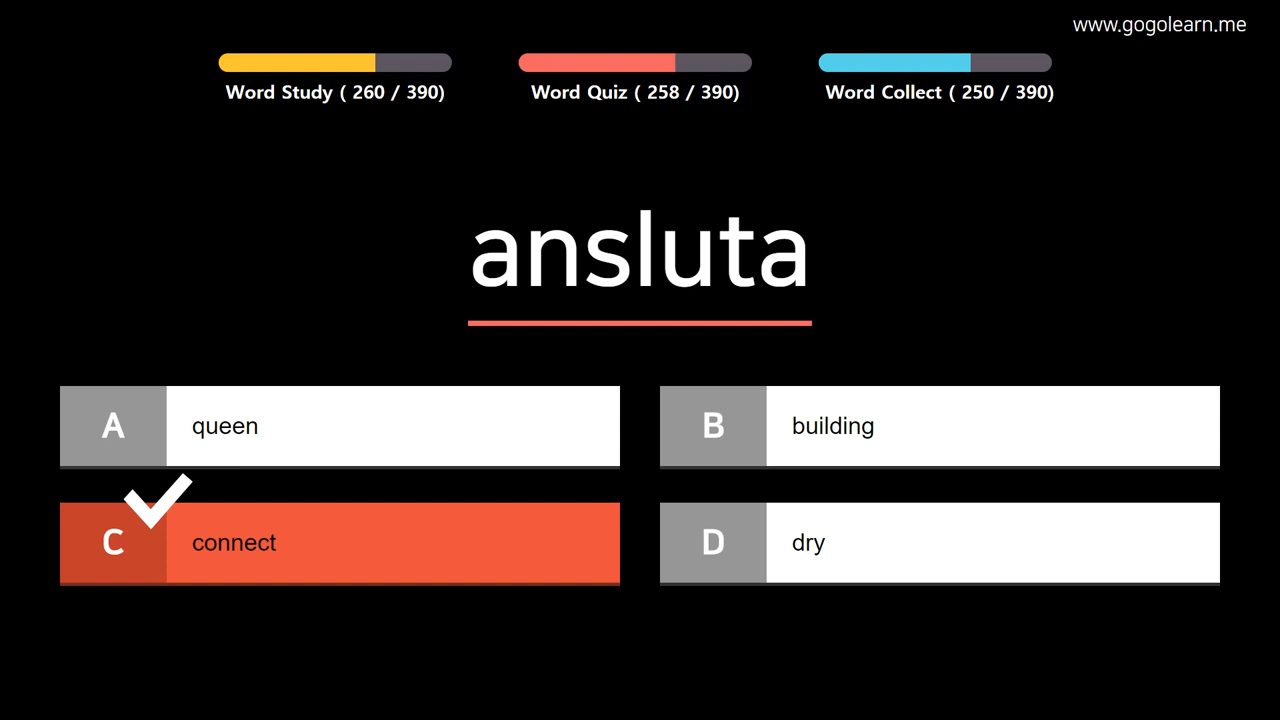 www.gogolearn.me
Word Study ( 260 / 390)
Word Quiz ( 258 / 390)
Word Collect ( 250 / 390)
ansluta
A queen
B building
C connect
D dry